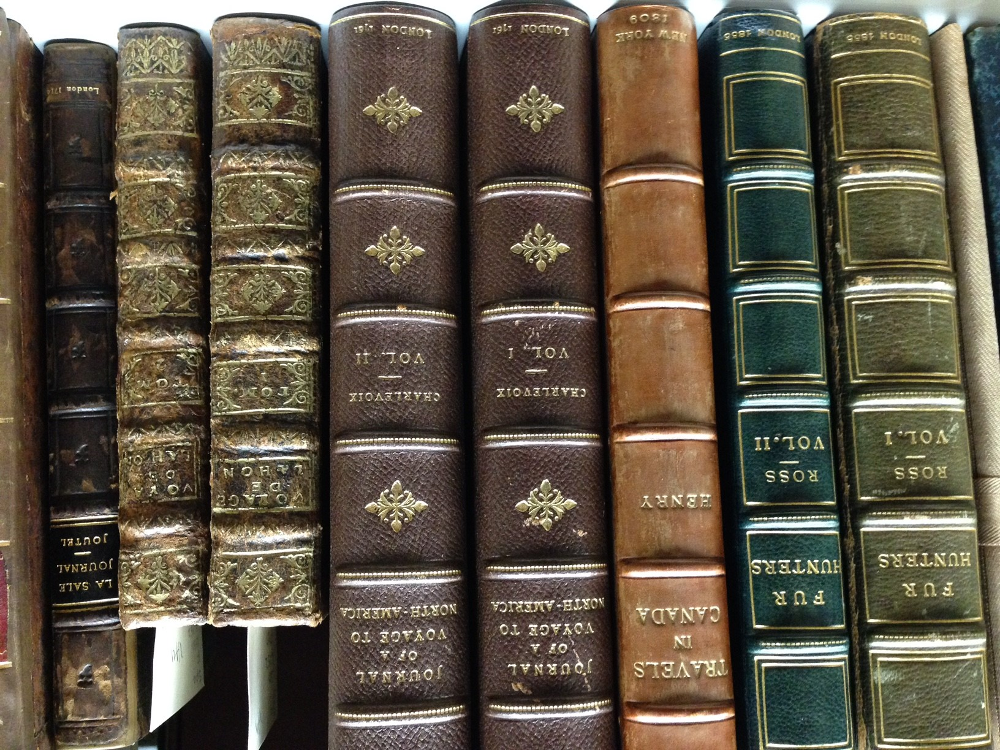 FUR
HUNTERS
ROSS
VOL. I
LONDON 1855
FUR
HUNTERS
ROSS
VOL. II
LONDON 1855
TRAVELS
IN
CANADA
HENRY
NEW YORK
1809
JOURNAL
OF A
VOYAGE TO
NORTH-AMERICA
CHARLEVOIX
VOL. I
LONDON 1761
JOURNAL
OF A
VOYAGE TO
NORTH-AMERICA
CHARLEVOIX
VOL. II
LONDON 1761
VOYAGE
DE
LAHON
TOM.
1
VOYA
DE
LAHO
TOM
2
LA SALE
JOURNAL
JOUTEL
London 1714